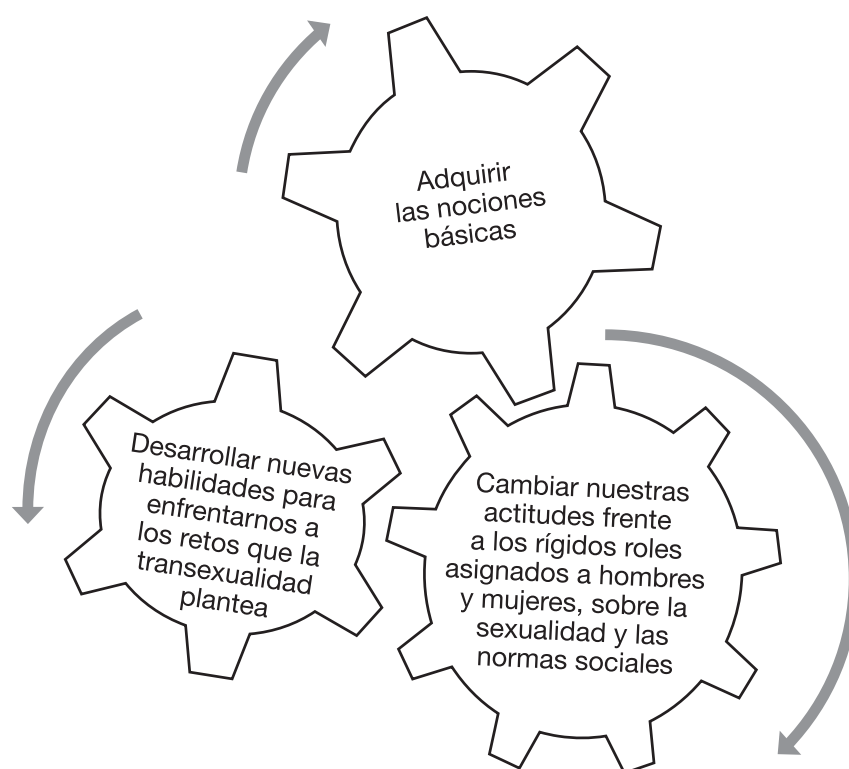 Adquirir
las nociones
básicas
Desarrollar nuevas
habilidades para
enfrentarnos a
los retos que la
transexualidad
plantea
Cambiar nuestras
actitudes frente
a los rígidos roles
asignados a hombres
y mujeres, sobre la
sexualidad y las
normas sociales